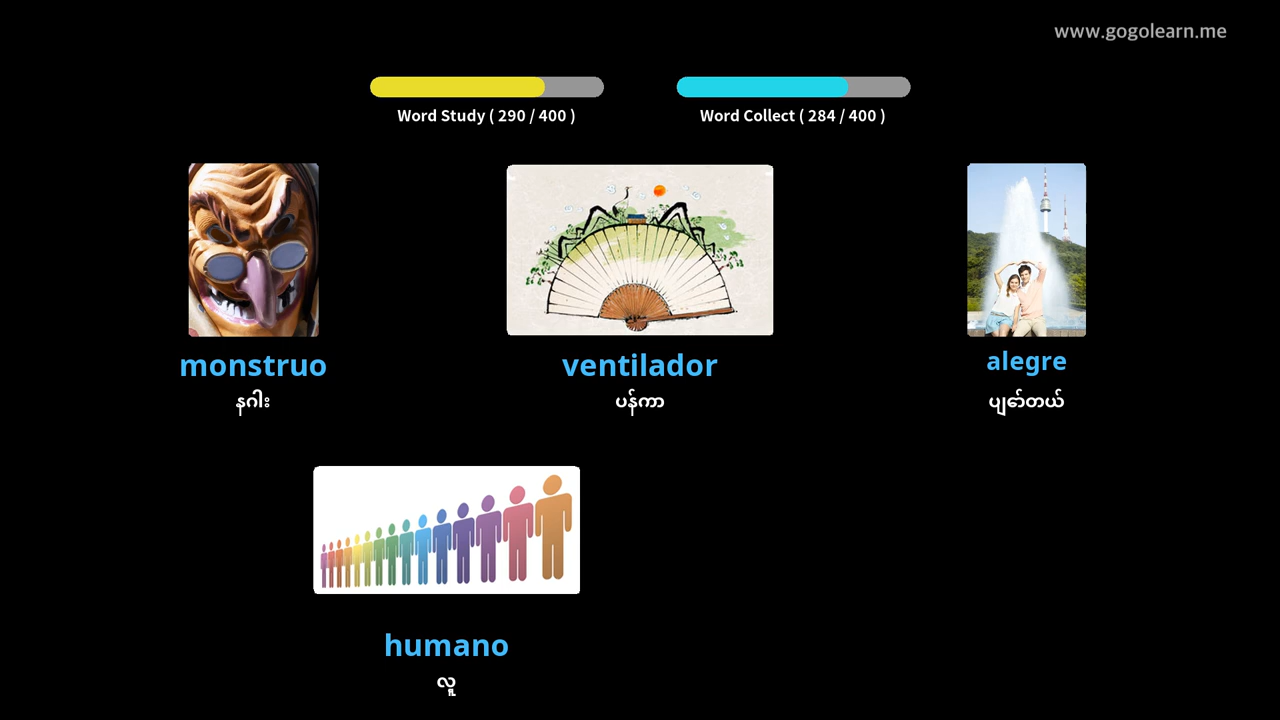 www.gogolearn.me
Word Study ( 290 / 400 )
Word Collect ( 284 / 400 )
monstruo
ventilador
alegre
နဂါး
ပန်ကာ
ပျော်တယ်
humano
လူ